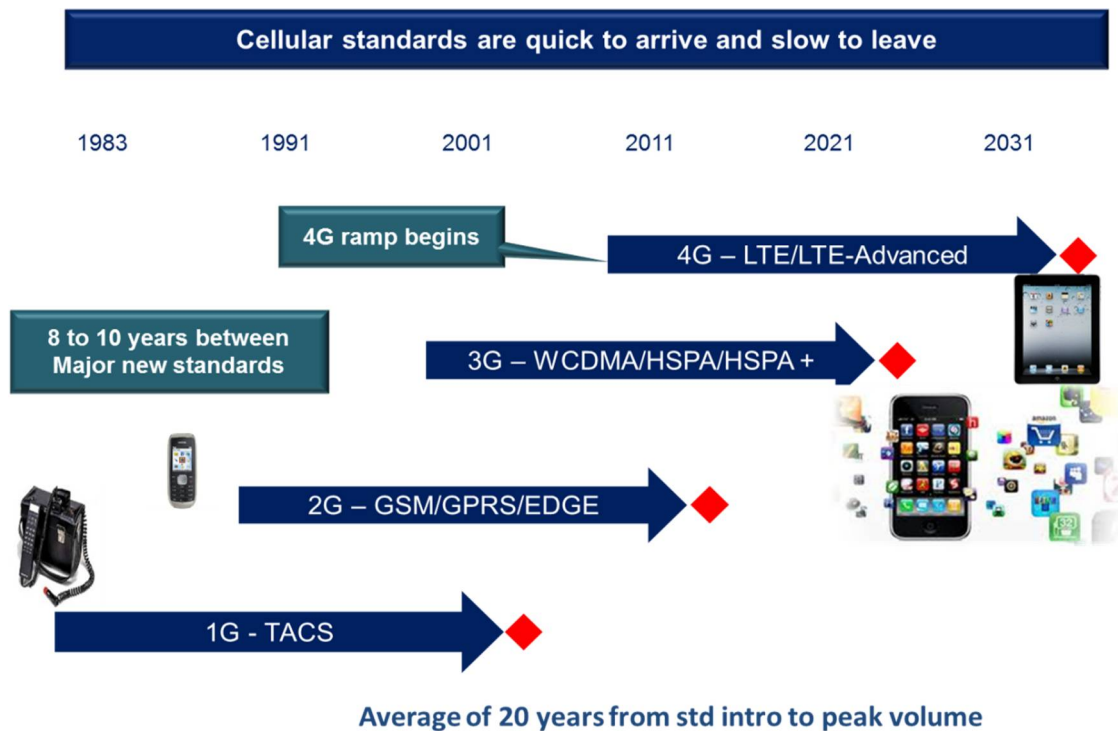 Cellular standards are quick to arrive and slow to leave
1983 1991 2001 2011 2021 2031
4G ramp begins
4G – LTE/LTE-Advanced
8 to 10 years between
Major new standards
3G – WCDMA/HSPA/HSPA +
amazon
2G – GSM/GPRS/EDGE
32
1G - TACS
Average of 20 years from std intro to peak volume